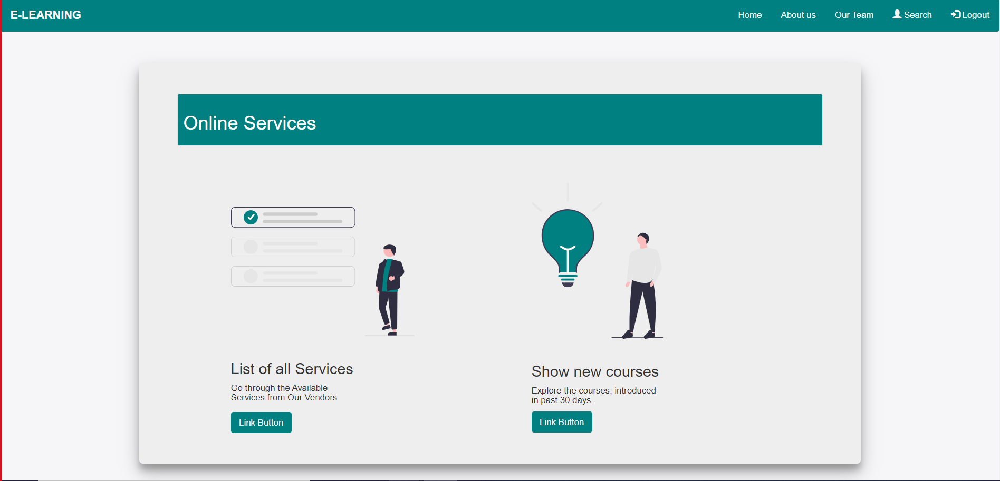 E-LEARNING
Home
About us
Our Team
Search
Logout
Online Services
List of all Services
Go through the Available
Services from Our Vendors
Link Button
Show new courses
Explore the courses, introduced
in past 30 days.
Link Button